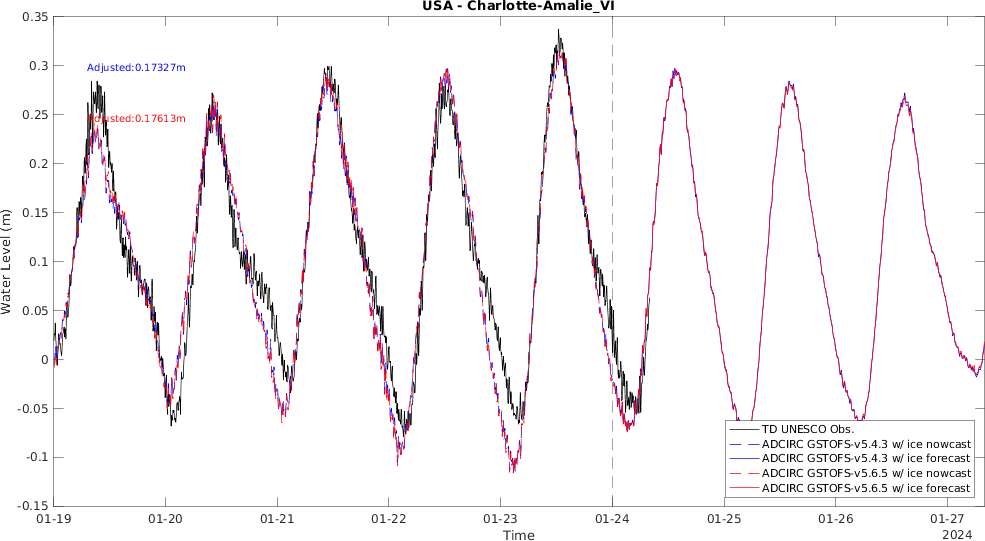 USA - Charlotte-Amalie_VI
0.35
0.3
0.25
0.2
0.15
0.1
0.05
0
-0.05
-0.1
-0.15
Water Level (m)
Adjusted:0.17327m
Adjusted:0.17613m
TD UNESCO Obs.
ADCIRC GSTOFS-v5.4.3 w/ ice nowcast
ADCIRC GSTOFS-v5.4.3 w/ ice forecast
ADCIRC GSTOFS-v5.6.5 w/ ice nowcast
ADCIRC GSTOFS-v5.6.5 w/ ice forecast
01-19 01-20 01-21 01-22 01-23 01-24 01-25 01-26 01-27
Time
2024